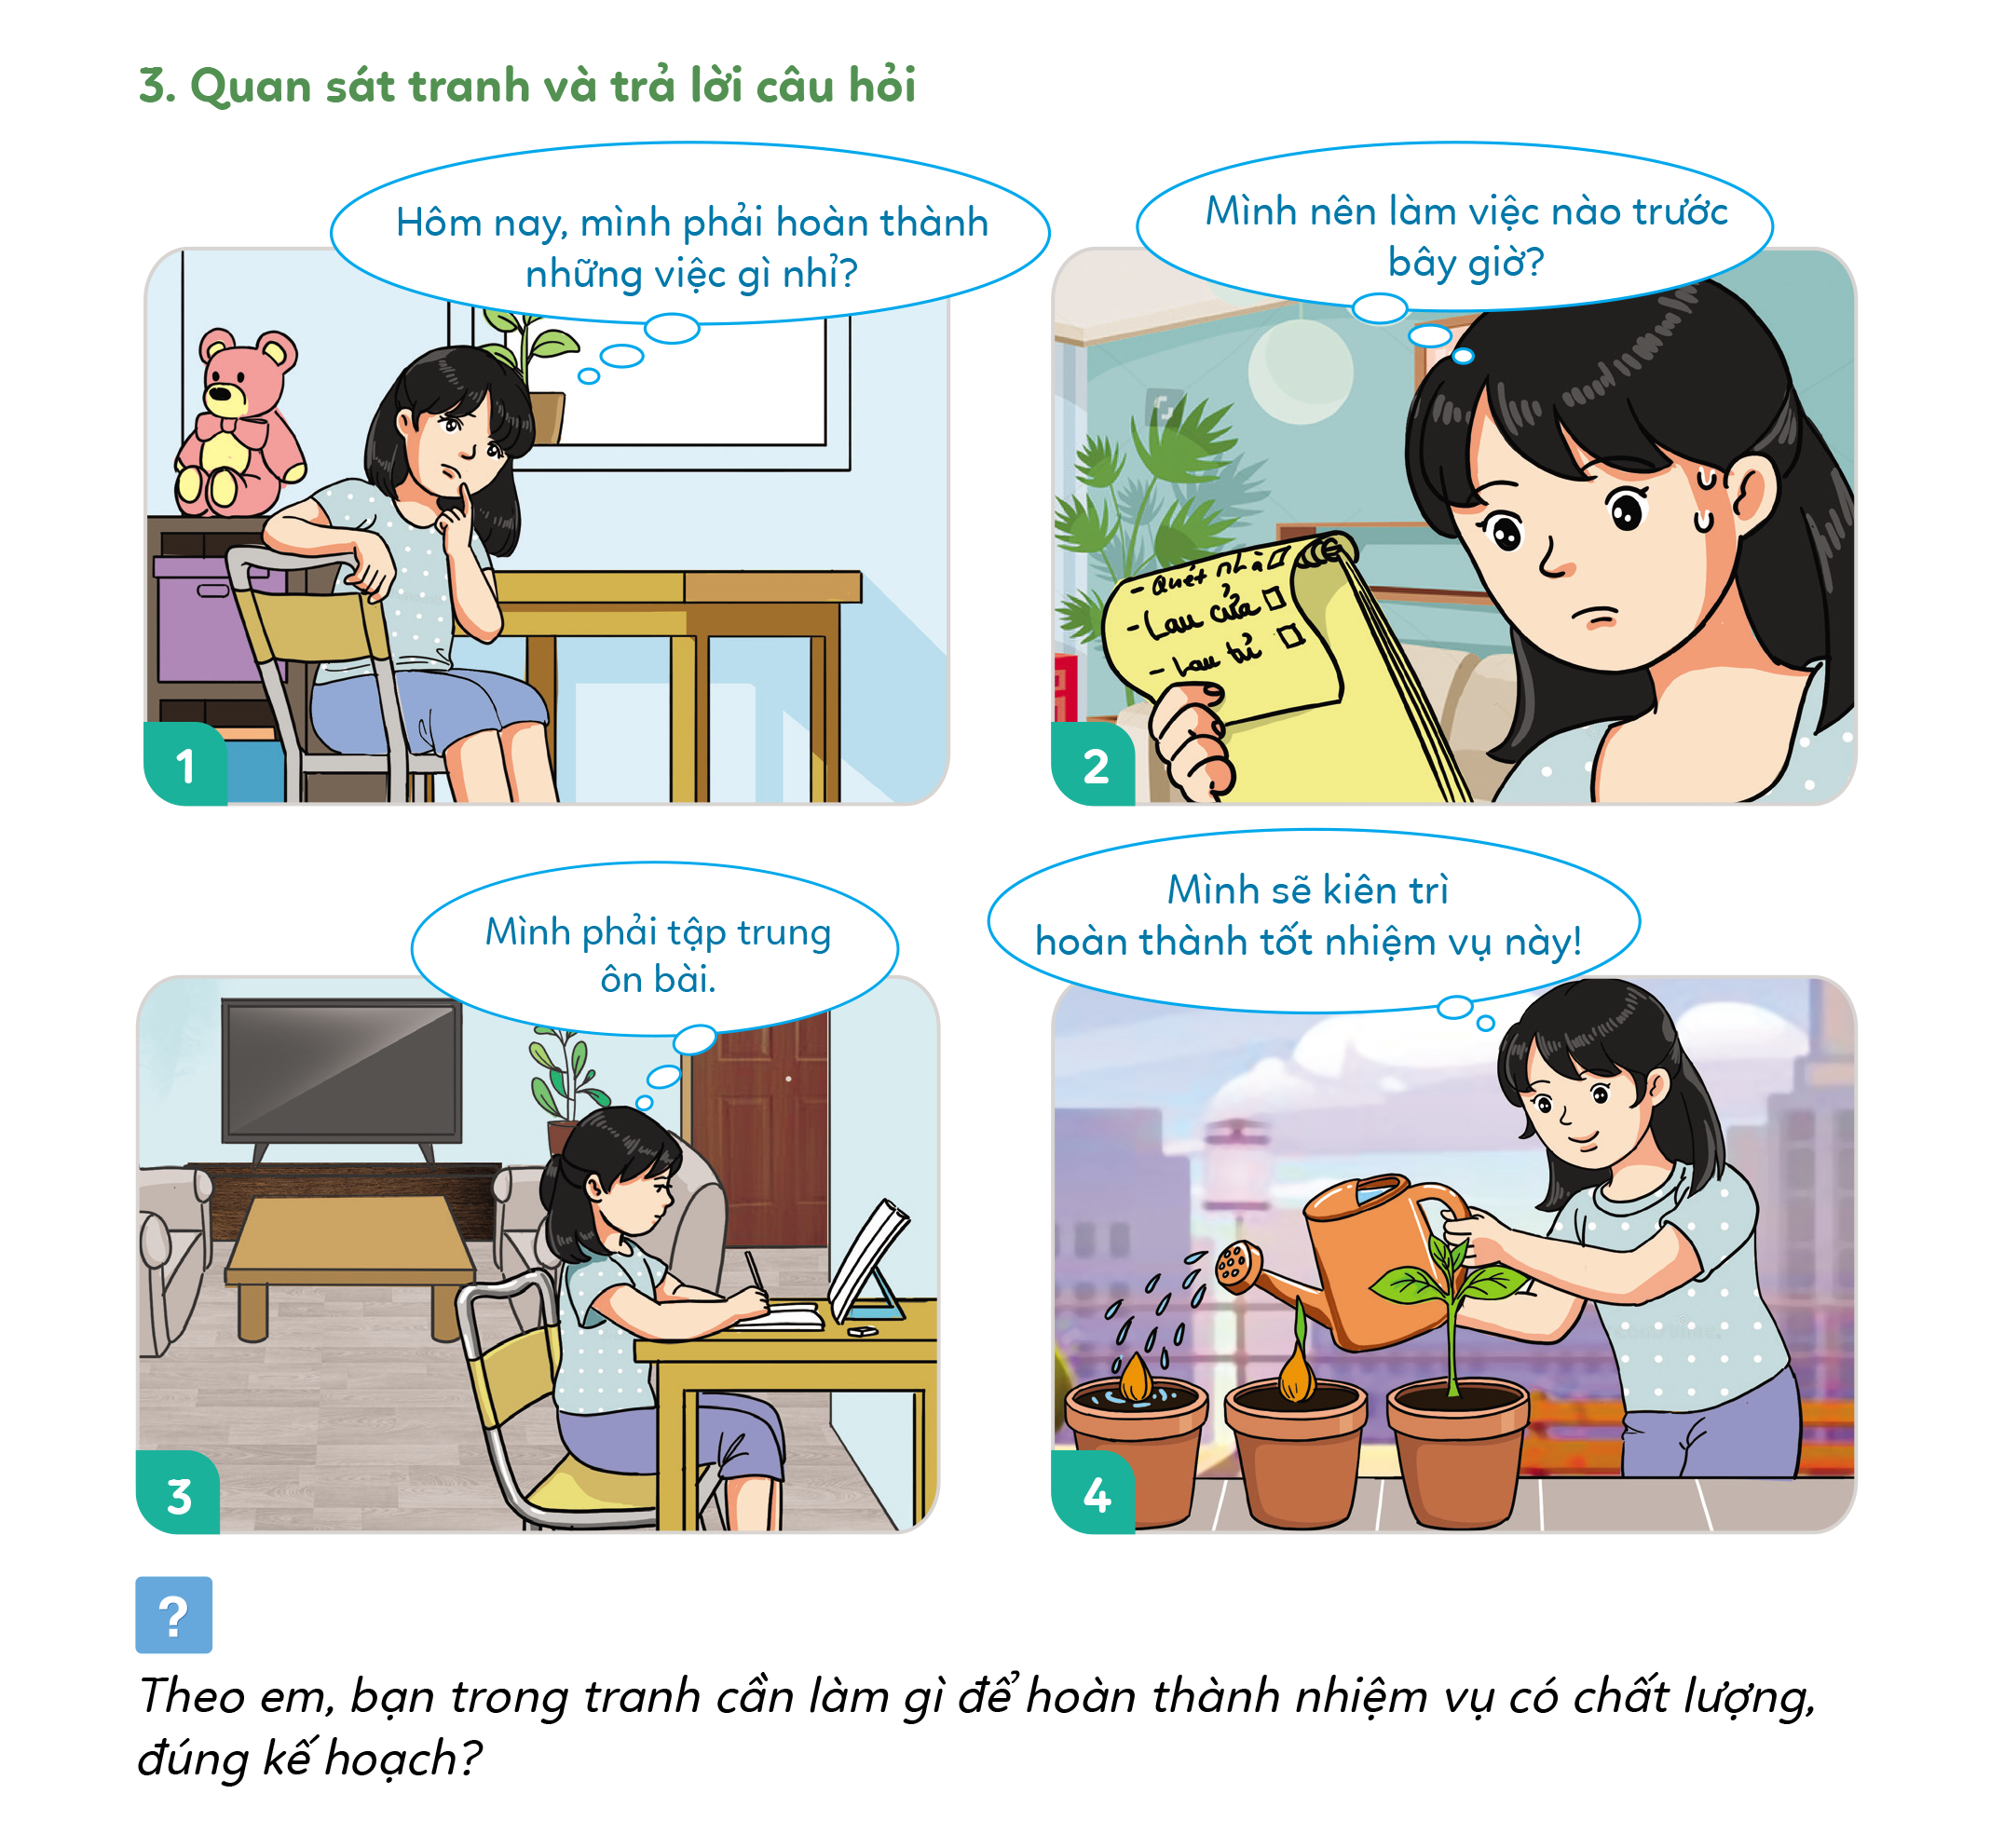 3. Quan sát tranh và trả lời câu hỏi
Hôm nay, mình phải hoàn thành
những việc gì nhỉ?
1
Mình nên làm việc nào trước
bây giờ?
- Quét nhà
- Lau cửa
- Lau tủ
2
Mình phải tập trung
ôn bài.
3
Mình sẽ kiên trì
hoàn thành tốt nhiệm vụ này!
4
?
Theo em, bạn trong tranh cần làm gì để hoàn thành nhiệm vụ có chất lượng,
đúng kế hoạch?